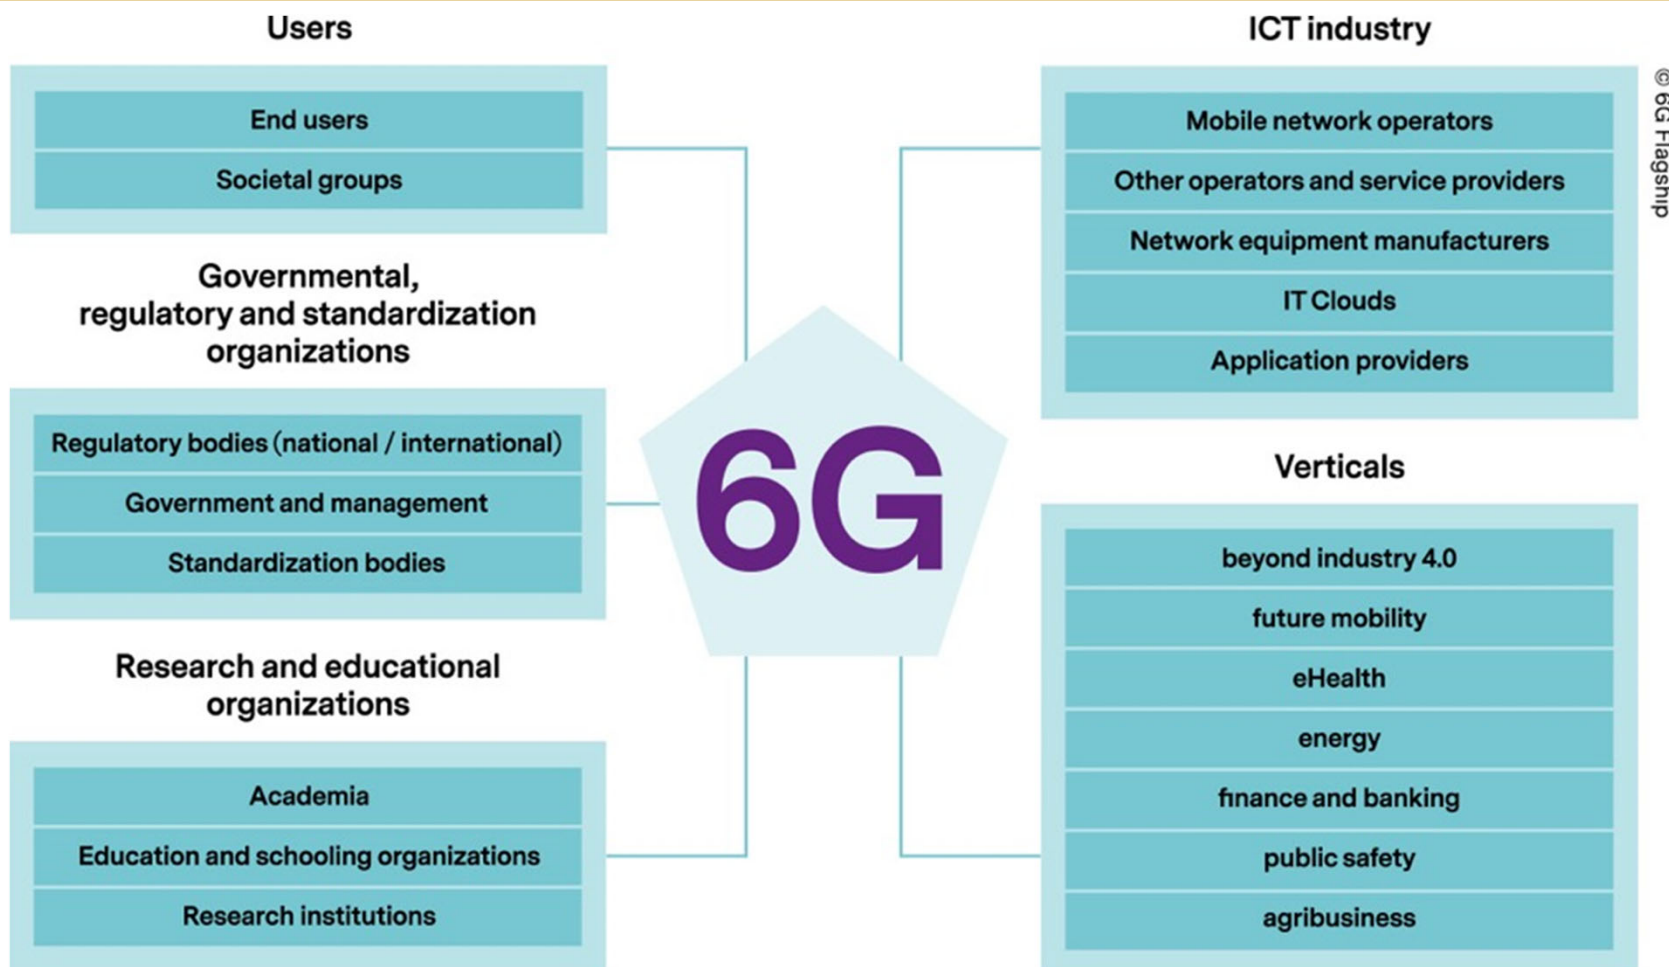 Users
End users
Societal groups
Governmental,
regulatory and standardization
organizations
Regulatory bodies (national / international)
Government and management
Standardization bodies
Research and educational
organizations
Academia
Education and schooling organizations
Research institutions
6G
ICT industry
Mobile network operators
Other operators and service providers
Network equipment manufacturers
IT Clouds
Application providers
Verticals
beyond industry 4.0
future mobility
eHealth
energy
finance and banking
public safety
agribusiness
© 6G Flagship